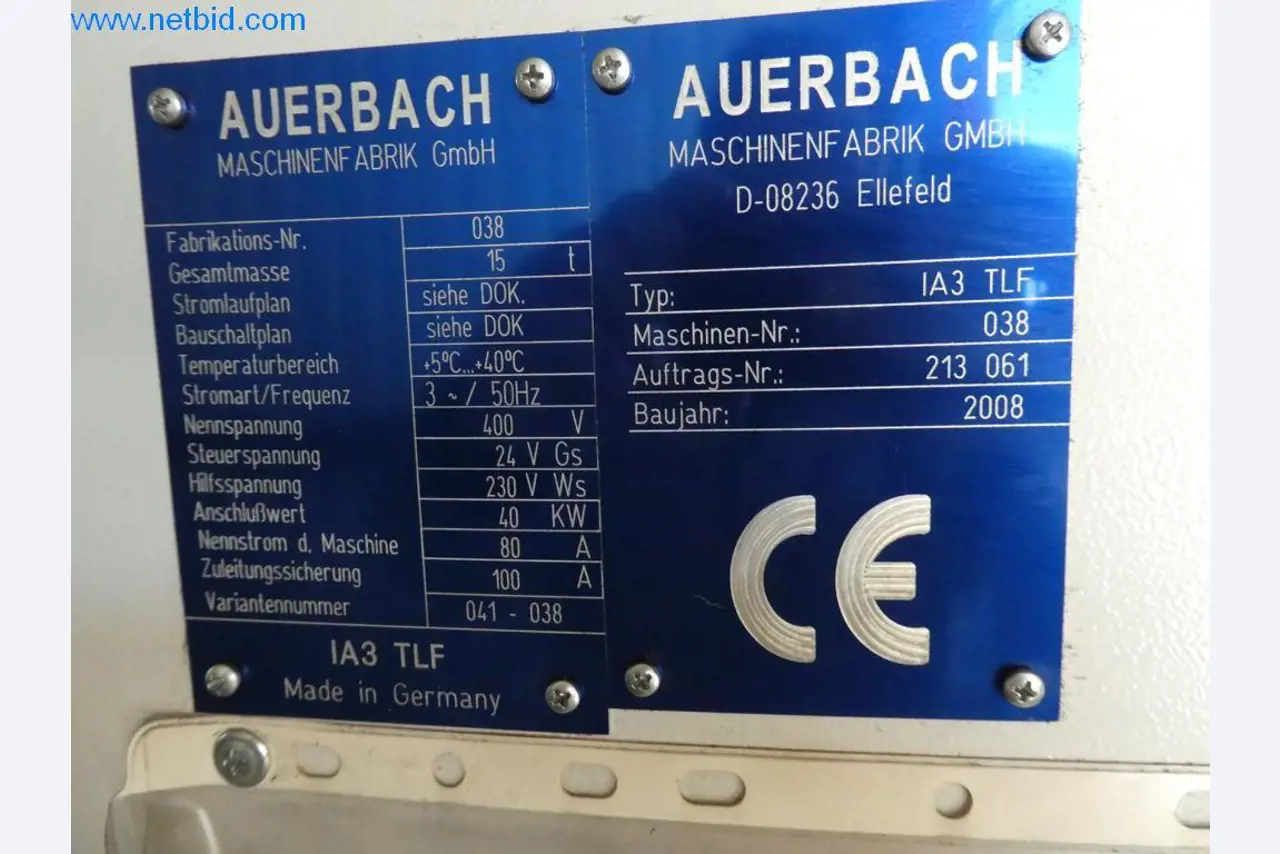 www.netbid.com
AUERBACH
MASCHINENFABRIK GmbH
Fabrikations-Nr. 038
Gesamtmasse 15 t
Stromlaufplan siehe DOK.
Bauschaltplan siehe DOK
Temperaturbereich +5ºC...+40ºC
Stromart/Frequenz 3 ~ / 50Hz
Nennspannung 400 V
Steuerspannung 24 V Gs
Hilfsspannung 230 V Ws
Anschlußwert 40 KW
Nennstrom d. Maschine 80 A
Zuleitungssicherung 100 A
Variantennummer 041 - 038
IA3 TLF
Made in Germany
AUERBACH
MASCHINENFABRIK GMBH
D-08236 Ellefeld
Typ: IA3 TLF
Maschinen-Nr.: 038
Auftrags-Nr.: 213 061
Baujahr: 2008
CE